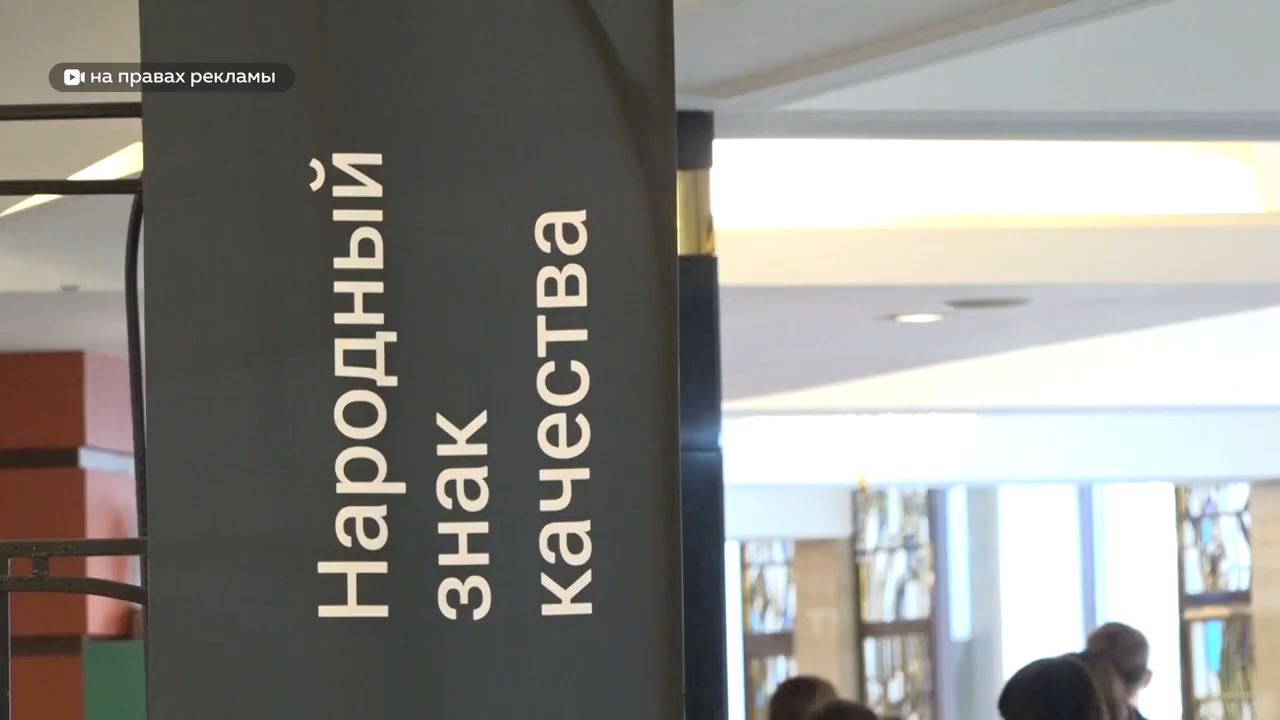 на правах рекламы
Народный
знак
качества